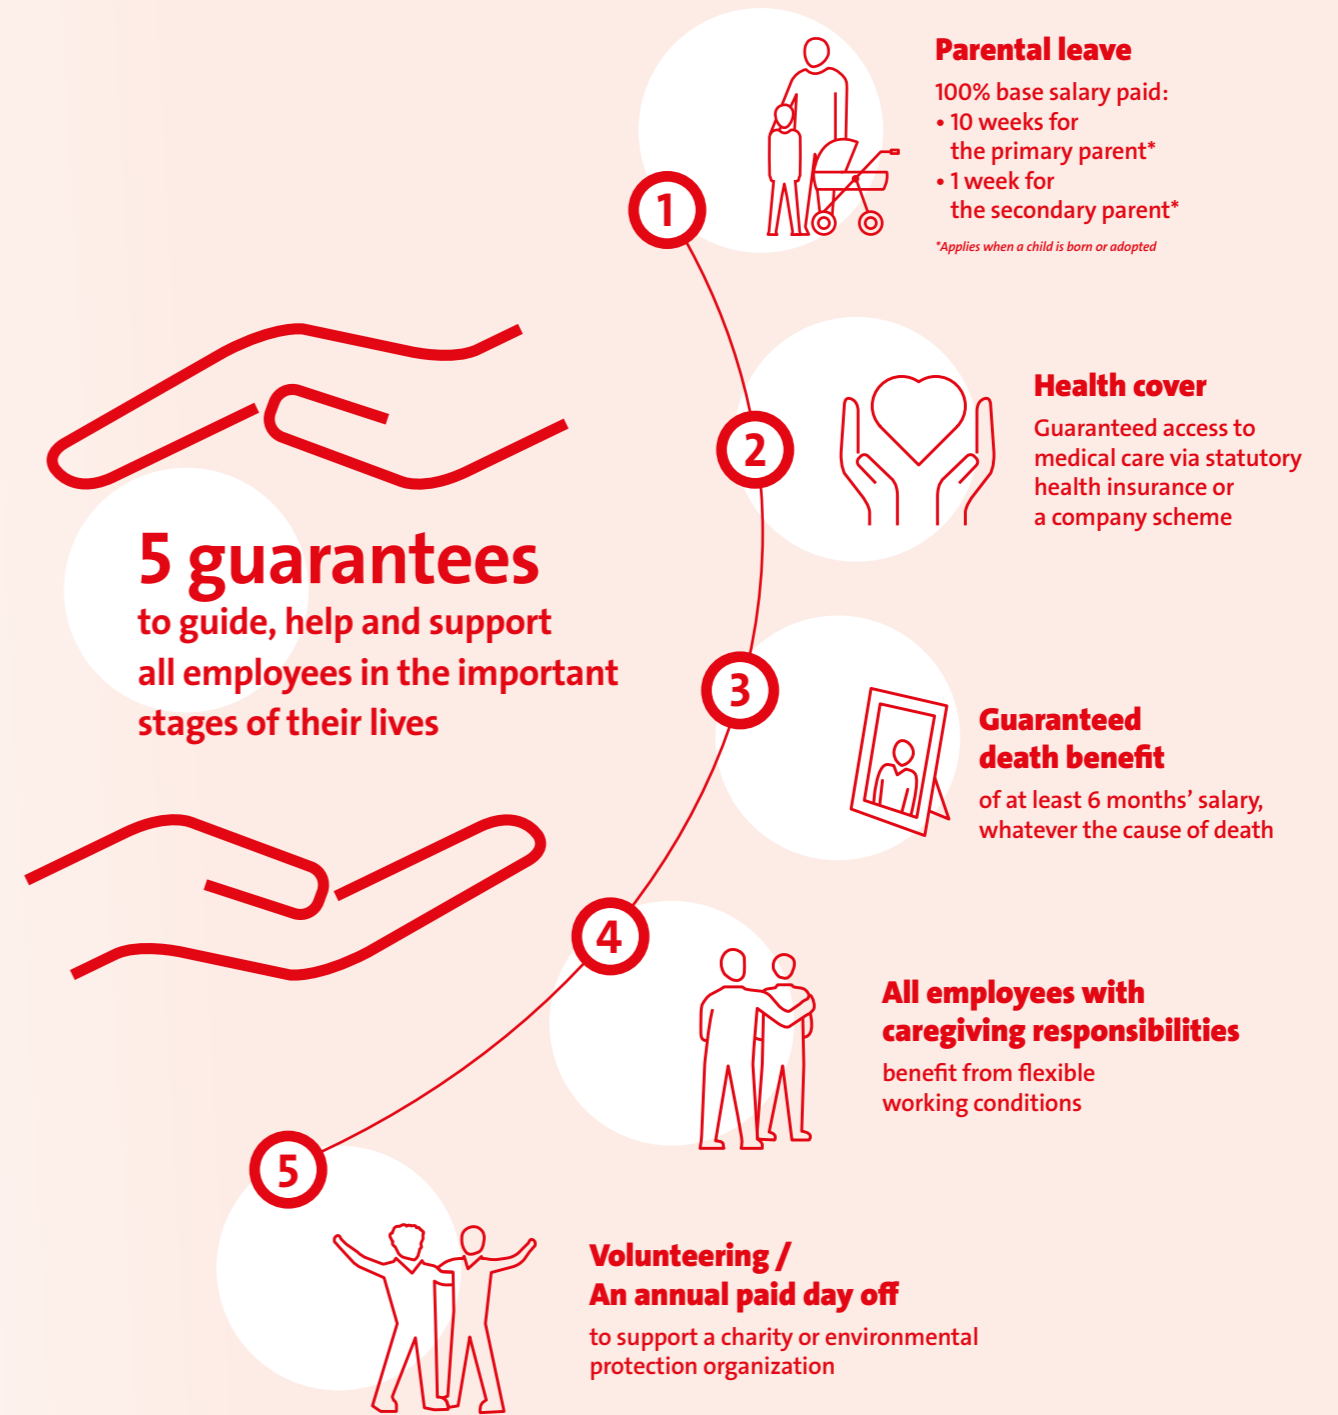 5 guarantees
to guide, help and support
all employees in the important
stages of their lives
1
Parental leave
100% base salary paid:
• 10 weeks for
the primary parent*
• 1 week for
the secondary parent*
*Applies when a child is born or adopted
2
Health cover
Guaranteed access to
medical care via statutory
health insurance or
a company scheme
3
Guaranteed
death benefit
of at least 6 months’ salary,
whatever the cause of death
4
All employees with
caregiving responsibilities
benefit from flexible
working conditions
5
Volunteering /
An annual paid day off
to support a charity or environmental
protection organization